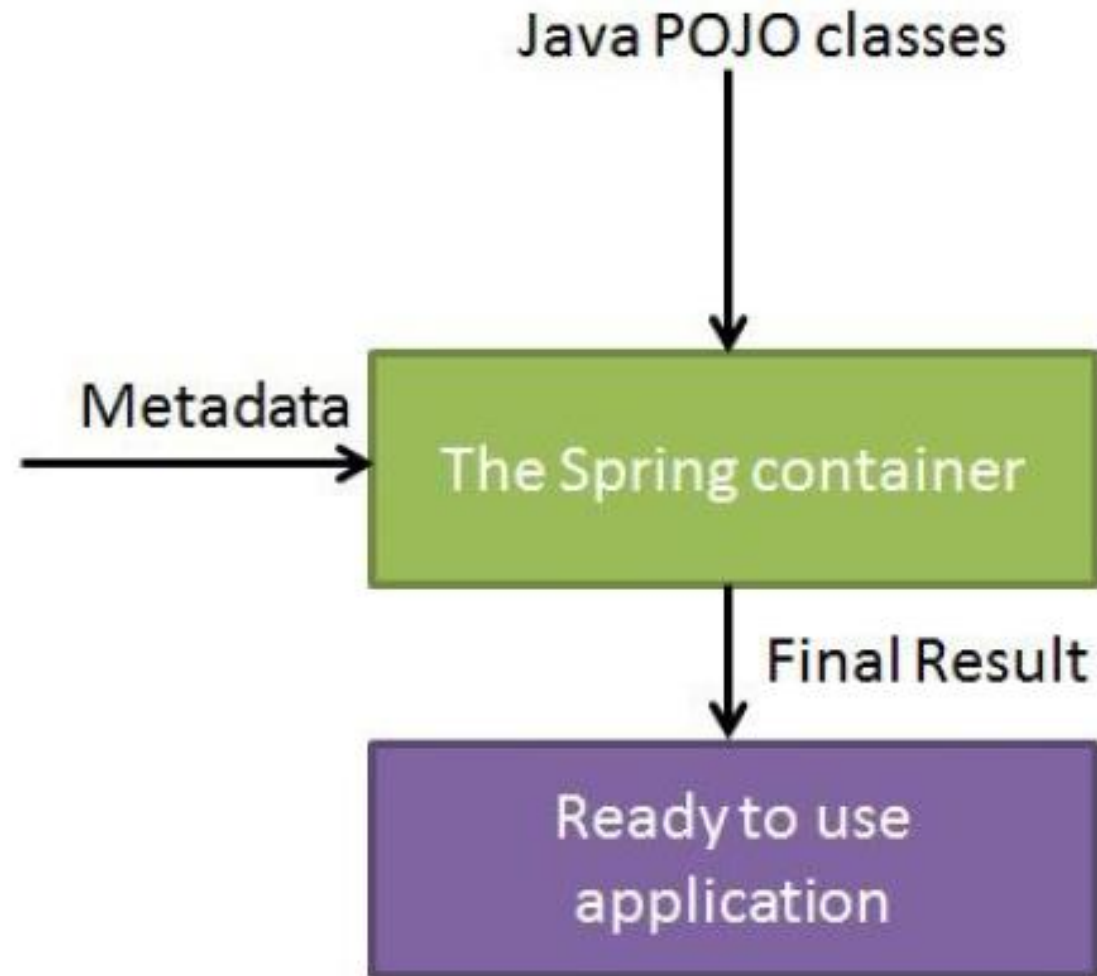 Java POJO classes
Metadata
The Spring container
Final Result
Ready to use
application